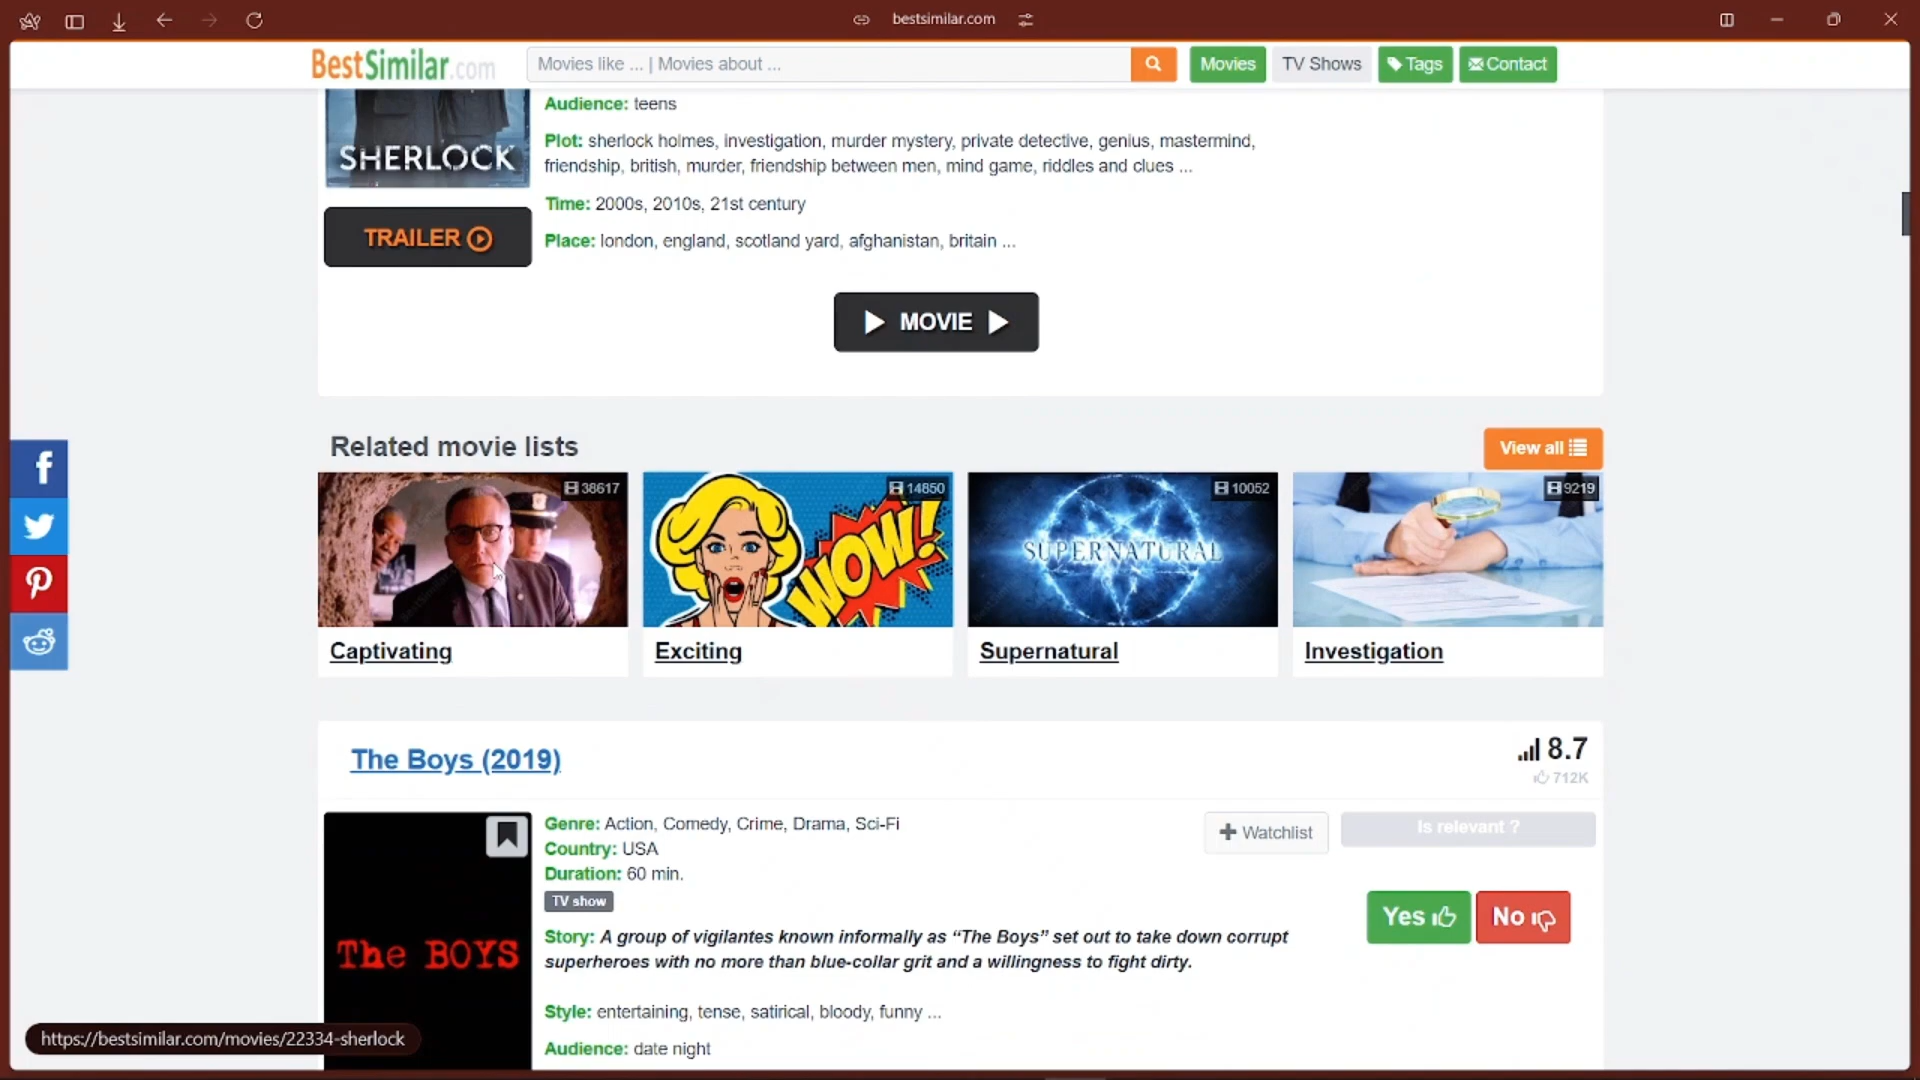 bestsimilar.com
BestSimilar.com
Movies like ... | Movies about ...
Movies
TV Shows
Tags
Contact
SHERLOCK
TRAILER
Audience: teens
Plot: sherlock holmes, investigation, murder mystery, private detective, genius, mastermind,
friendship, british, murder, friendship between men, mind game, riddles and clues ...
Time: 2000s, 2010s, 21st century
Place: london, england, scotland yard, afghanistan, britain ...
MOVIE
Related movie lists
View all
38617
14850
10052
9219
WOW!
SUPERNATURAL
Captivating
Exciting
Supernatural
Investigation
The Boys (2019)
8.7
712K
The BOYS
Genre: Action, Comedy, Crime, Drama, Sci-Fi
Country: USA
Duration: 60 min.
TV show
Watchlist
Is relevant ?
Yes
No
Story: A group of vigilantes known informally as “The Boys” set out to take down corrupt
superheroes with no more than blue-collar grit and a willingness to fight dirty.
Style: entertaining, tense, satirical, bloody, funny ...
Audience: date night
https://bestsimilar.com/movies/22334-sherlock